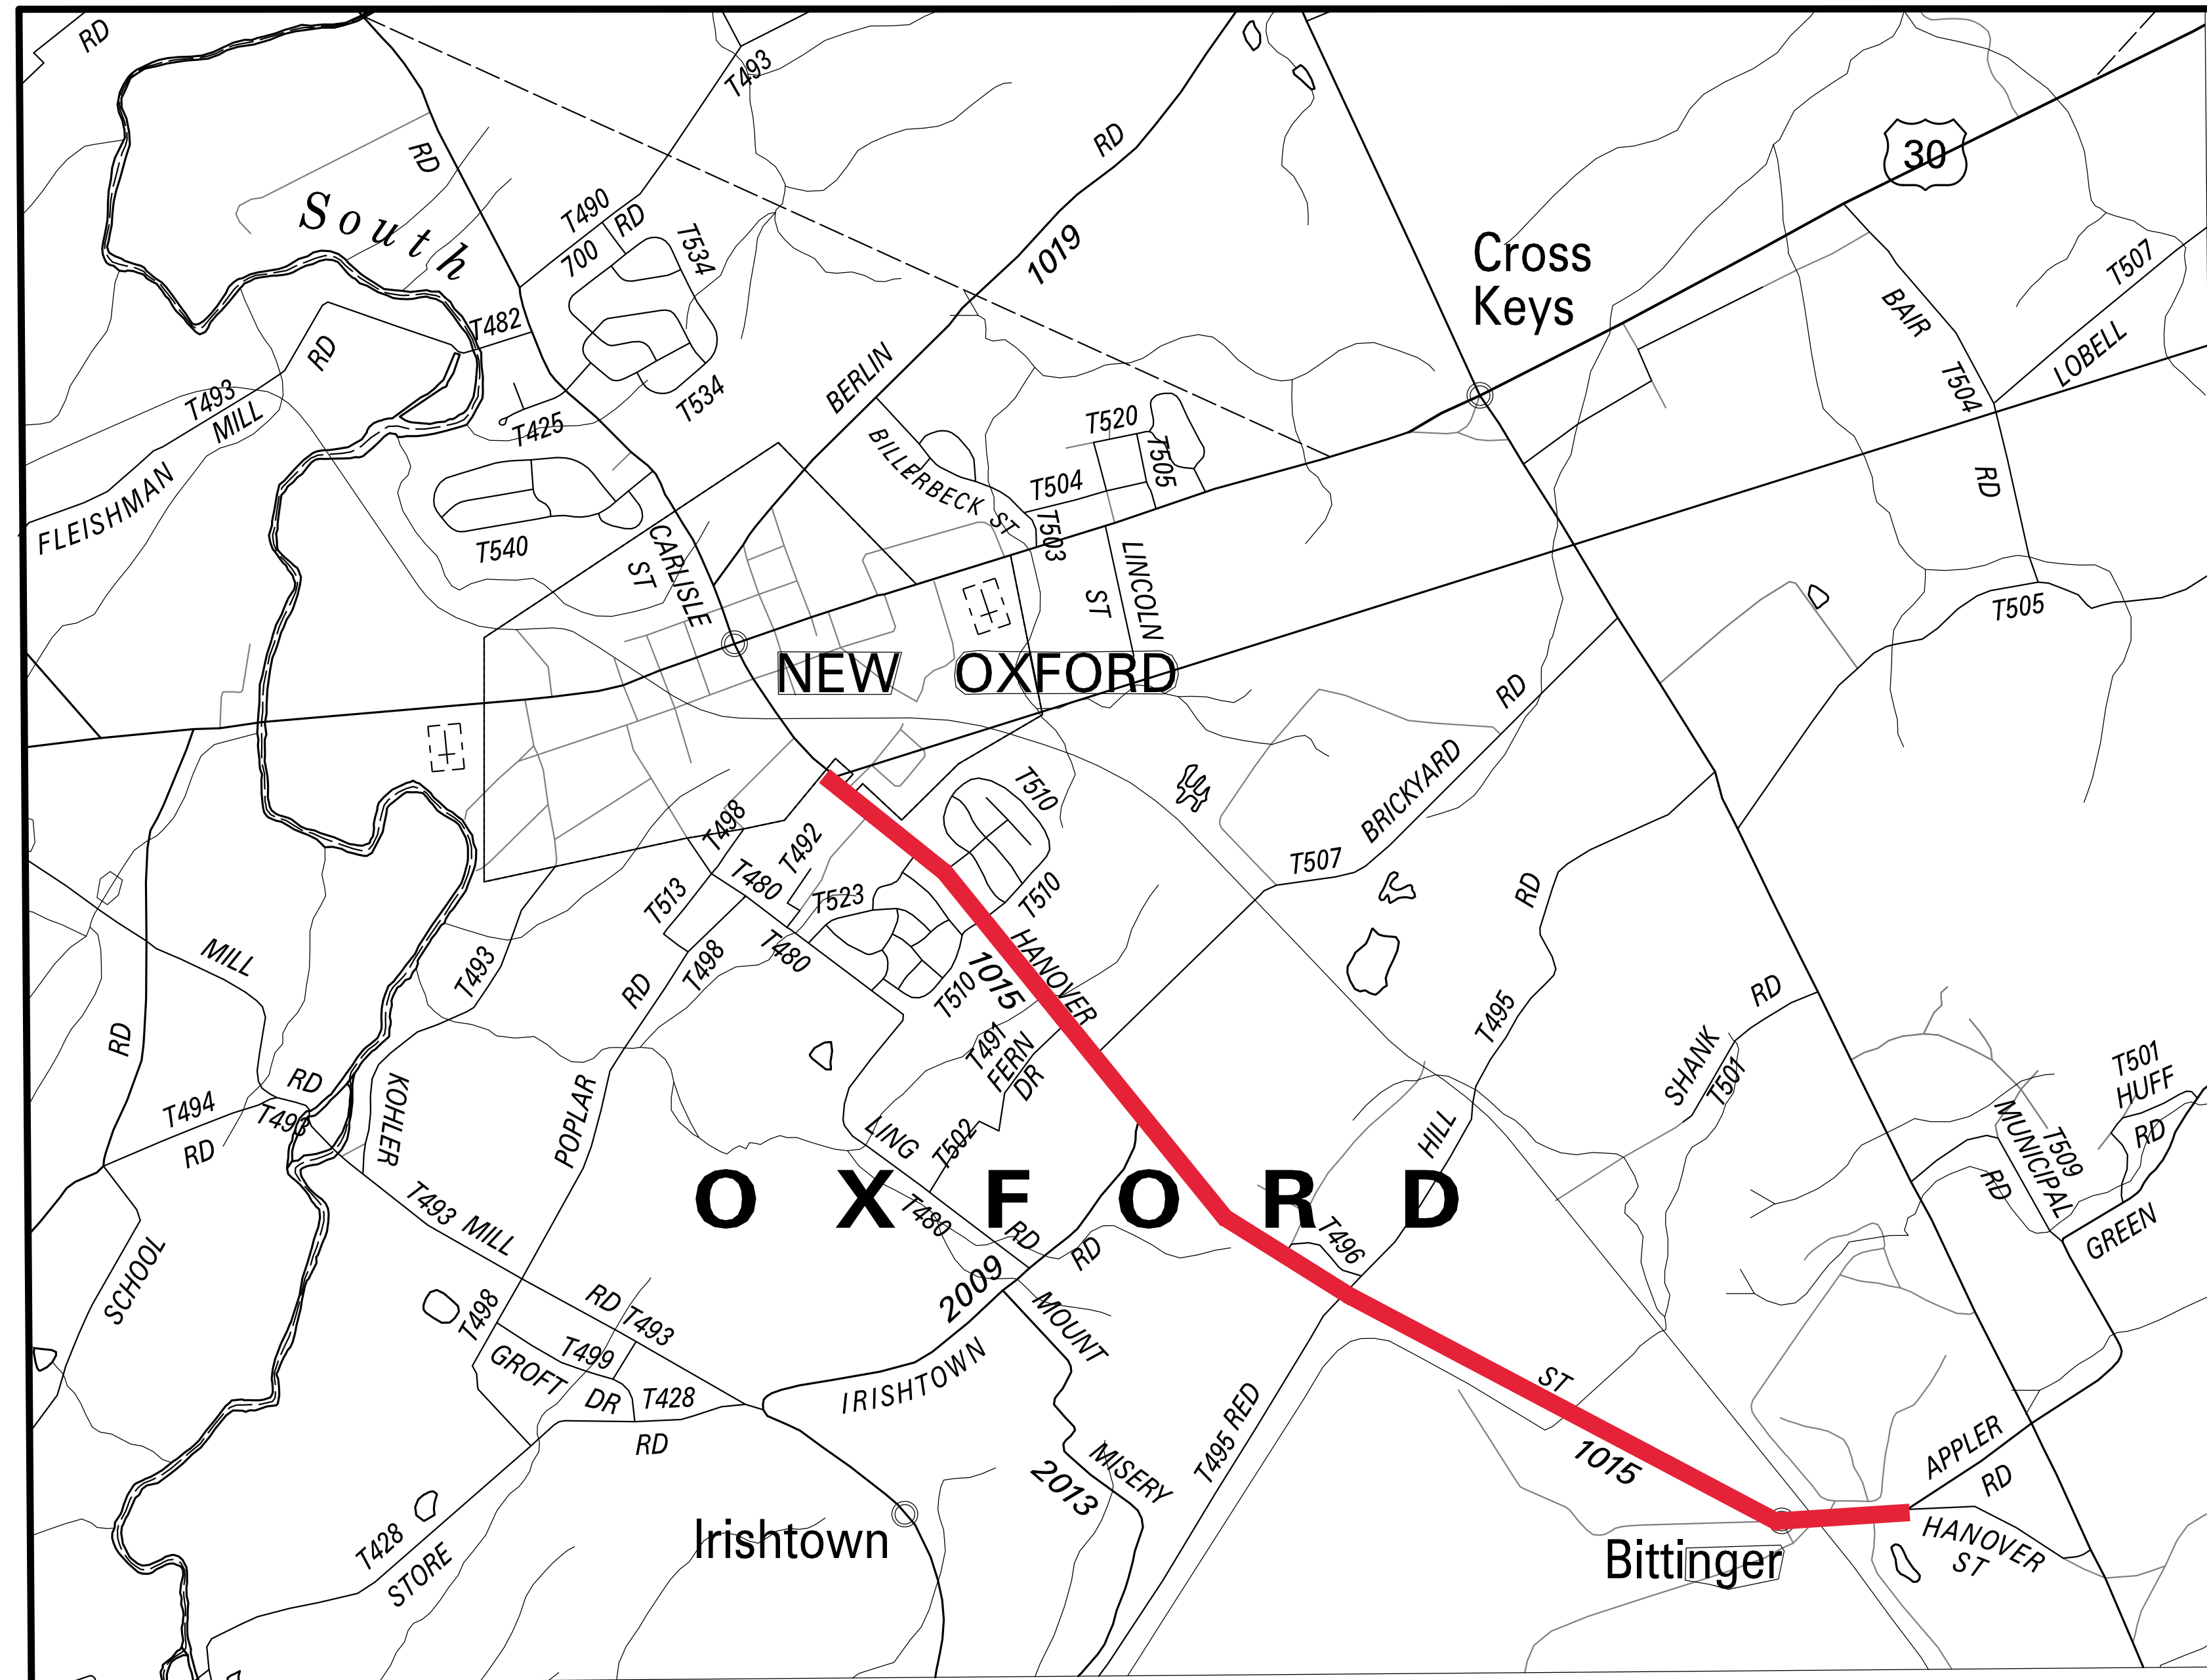 RD
T493
RD
RD
30
South
T490
RD
700
T534
1019
Cross
Keys
T507
BAIR
LOBELL
T482
RD
T493
MILL
T425
T534
BERLIN
T504
T520
T505
BILLERBECK ST
T504
T503
RD
FLEISHMAN
T540
CARLISLE
ST
LINCOLN
ST
T505
NEW OXFORD
RD
BRICKYARD
T507
T510
T498
T492
T480
T523
T513
T510
RD
HANOVER
1015
T480
T498
T510
MILL
T493
RD
RD
T495
RD
T491
FERN
DR
SHANK
T501
T501
HUFF
RD
T509
MUNICIPAL
RD
GREEN
RD
T494
RD
T493
KOHLER
POPLAR
LING
T502
HILL
OXFORD
T493
MILL
T480
RD
RD
T496
2009
SCHOOL
T498
RD
T493
MOUNT
T499
GROFT
DR
T428
RD
IRISHTOWN
ST
1015
T495 RED
MISERY
2013
APPLER
RD
Irishtown
Bittinger
HANOVER
ST
T428
STORE